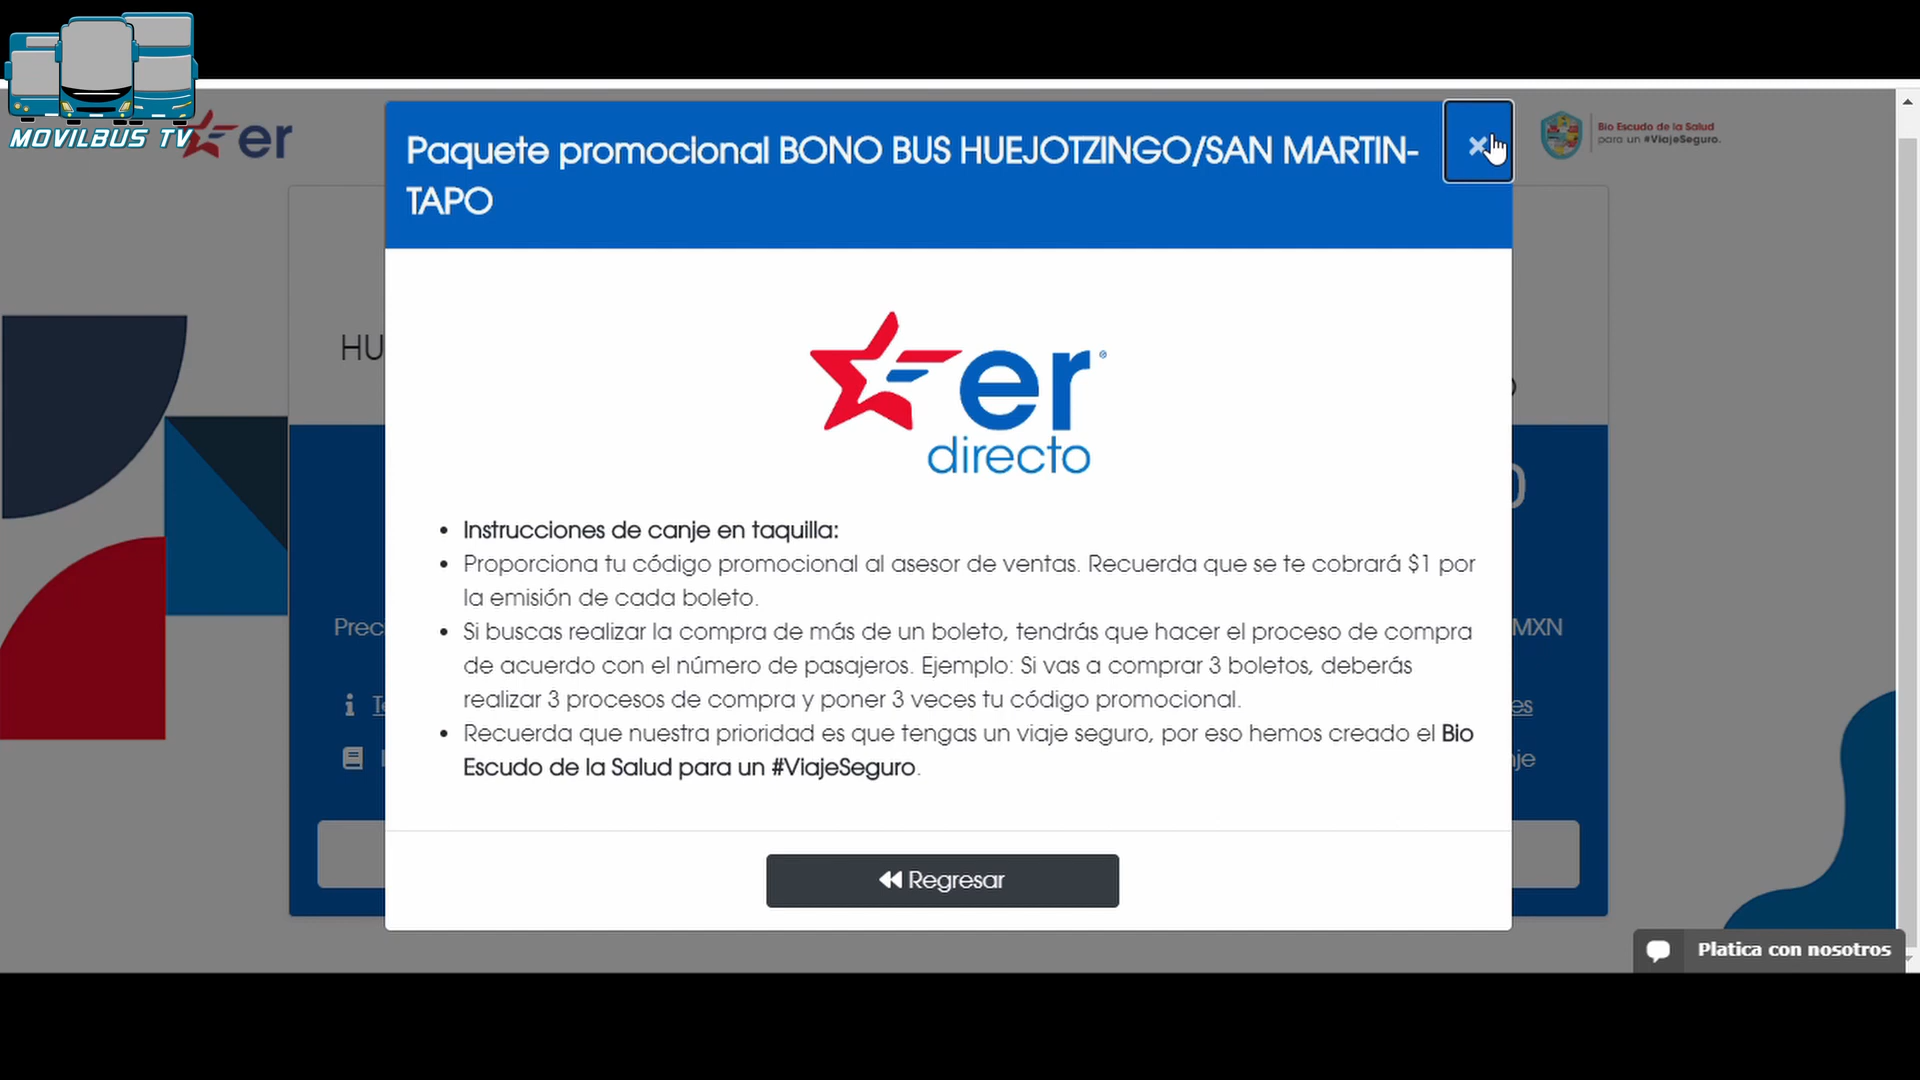 MOVILBUS TV
er
Bio Escudo de la Salud
para un #ViajeSeguro.
Paquete promocional BONO BUS HUEJOTZINGO/SAN MARTIN-
TAPO
×
HU
er
directo
• Instrucciones de canje en taquilla:
• Proporciona tu código promocional al asesor de ventas. Recuerda que se te cobrará $1 por
la emisión de cada boleto.
• Si buscas realizar la compra de más de un boleto, tendrás que hacer el proceso de compra
de acuerdo con el número de pasajeros. Ejemplo: Si vas a comprar 3 boletos, deberás
realizar 3 procesos de compra y poner 3 veces tu código promocional.
• Recuerda que nuestra prioridad es que tengas un viaje seguro, por eso hemos creado el Bio
Escudo de la Salud para un #ViajeSeguro.
Prec
MXN
Regresar
Platica con nosotros